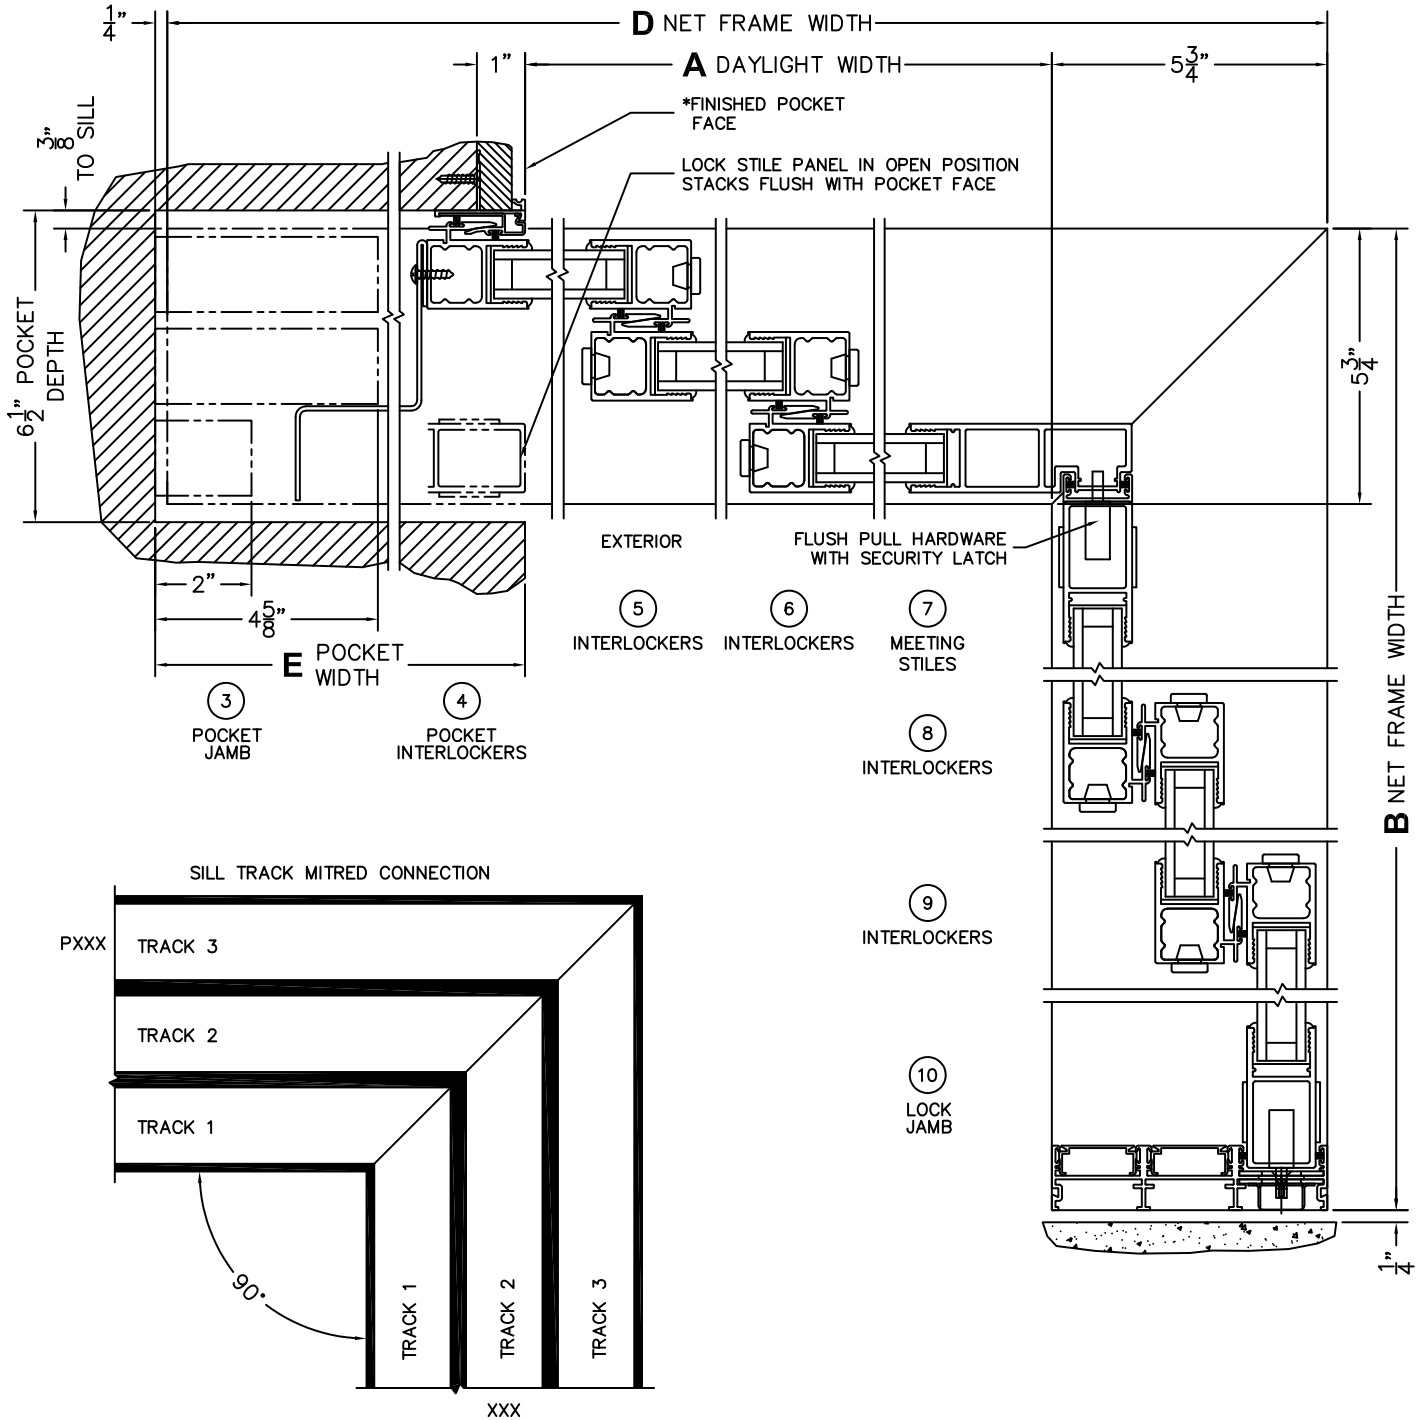 1/4"
D NET FRAME WIDTH
1"
A DAYLIGHT WIDTH
5 3/4"
*FINISHED POCKET
FACE
3/8"
TO SILL
LOCK STILE PANEL IN OPEN POSITION
STACKS FLUSH WITH POCKET FACE
6 1/2" POCKET
DEPTH
5 3/4"
EXTERIOR
FLUSH PULL HARDWARE
WITH SECURITY LATCH
2"
4 5/8"
E POCKET
WIDTH
5
INTERLOCKERS
6
INTERLOCKERS
7
MEETING
STILES
3
POCKET
JAMB
4
POCKET
INTERLOCKERS
8
INTERLOCKERS
B NET FRAME WIDTH
SILL TRACK MITRED CONNECTION
9
INTERLOCKERS
PXXX
TRACK 3
TRACK 2
TRACK 1
10
LOCK
JAMB
90°
TRACK 1
TRACK 2
TRACK 3
XXX
1/4"